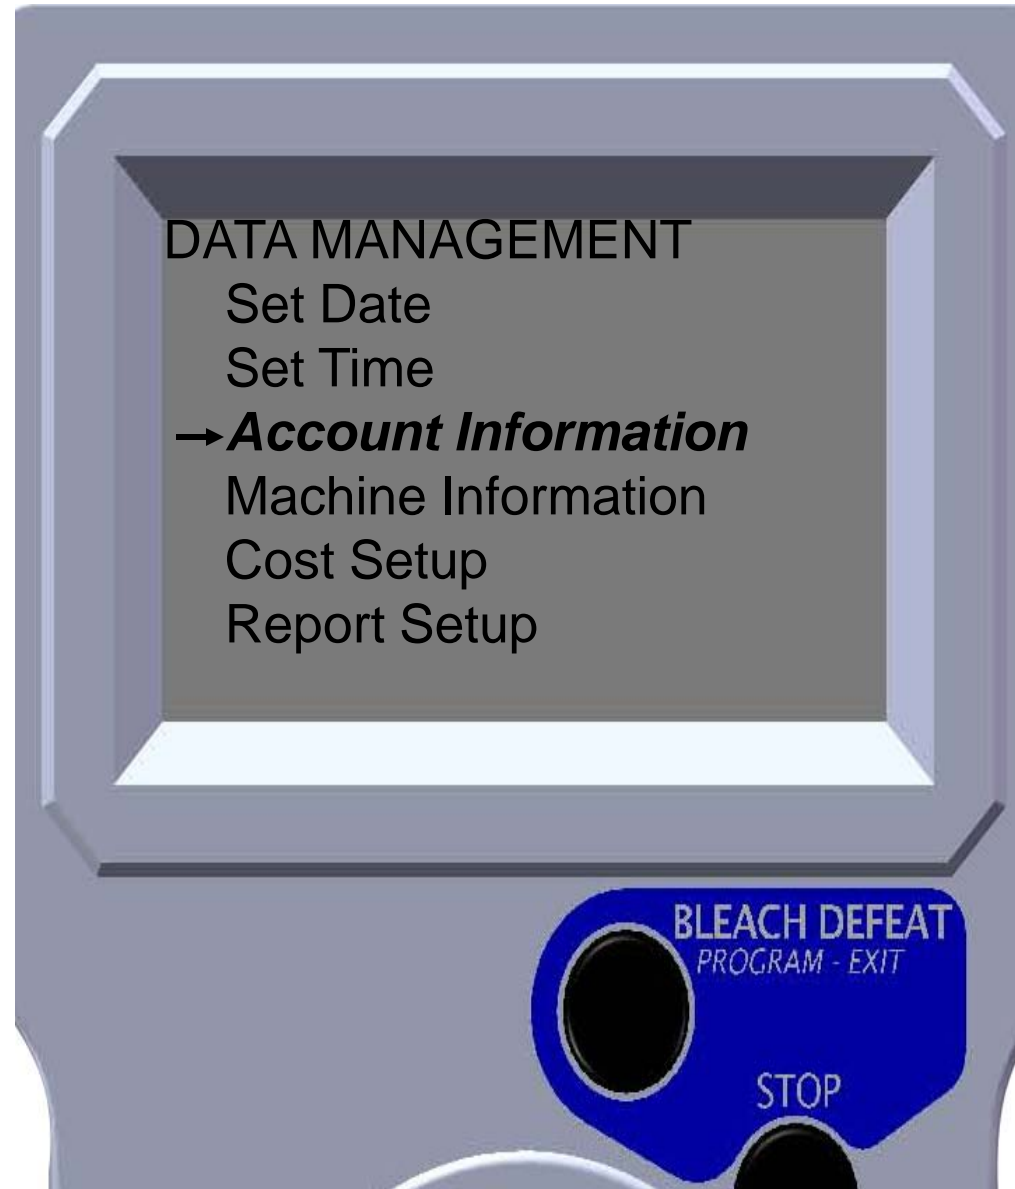 DATA MANAGEMENT
Set Date
Set Time
→Account Information
Machine Information
Cost Setup
Report Setup
BLEACH DEFEAT
PROGRAM - EXIT
STOP